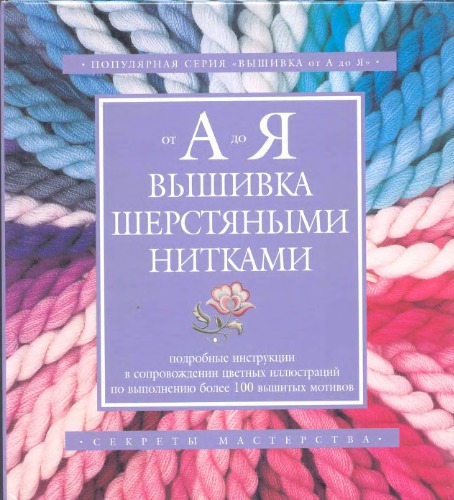 • ПОПУЛЯРНАЯ СЕРИЯ «ВЫШИВКА от А до Я» •
от А до Я
ВЫШИВКА
ШЕРСТЯНЫМИ
НИТКАМИ
подробные инструкции
в сопровождении цветных иллюстраций
по выполнению более 100 вышитых мотивов
• СЕКРЕТЫ МАСТЕРСТВА •